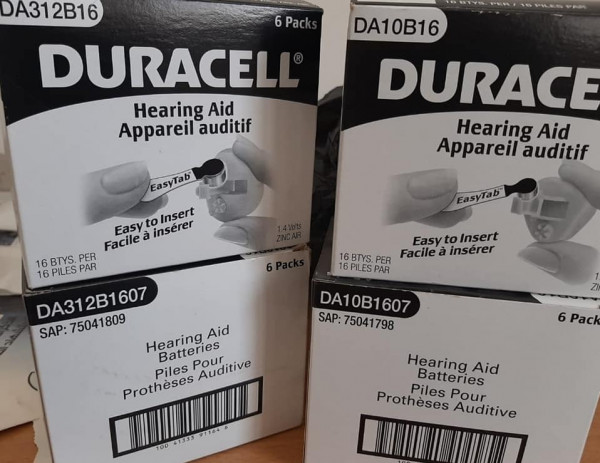 DA312B16
6 Packs
DURACELL®
Hearing Aid
Appareil auditif
EasyTab™
Easy to Insert
Facile à insérer
16 BTYS. PER
16 PILES PAR
1.4 Volts
ZINC AIR
DA10B16
DURACE
Hearing Aid
Appareil auditif
EasyTab™
Easy to Insert
Facile à insérer
16 BTYS. PER
16 PILES PAR
6 Packs
DA312B1607
SAP: 75041809
Hearing Aid
Batteries
Piles Pour
Prothèses Auditive
6 Pack
DA10B1607
SAP: 75041798
Hearing Aid
Batteries
Piles Pour
Prothèses Auditive